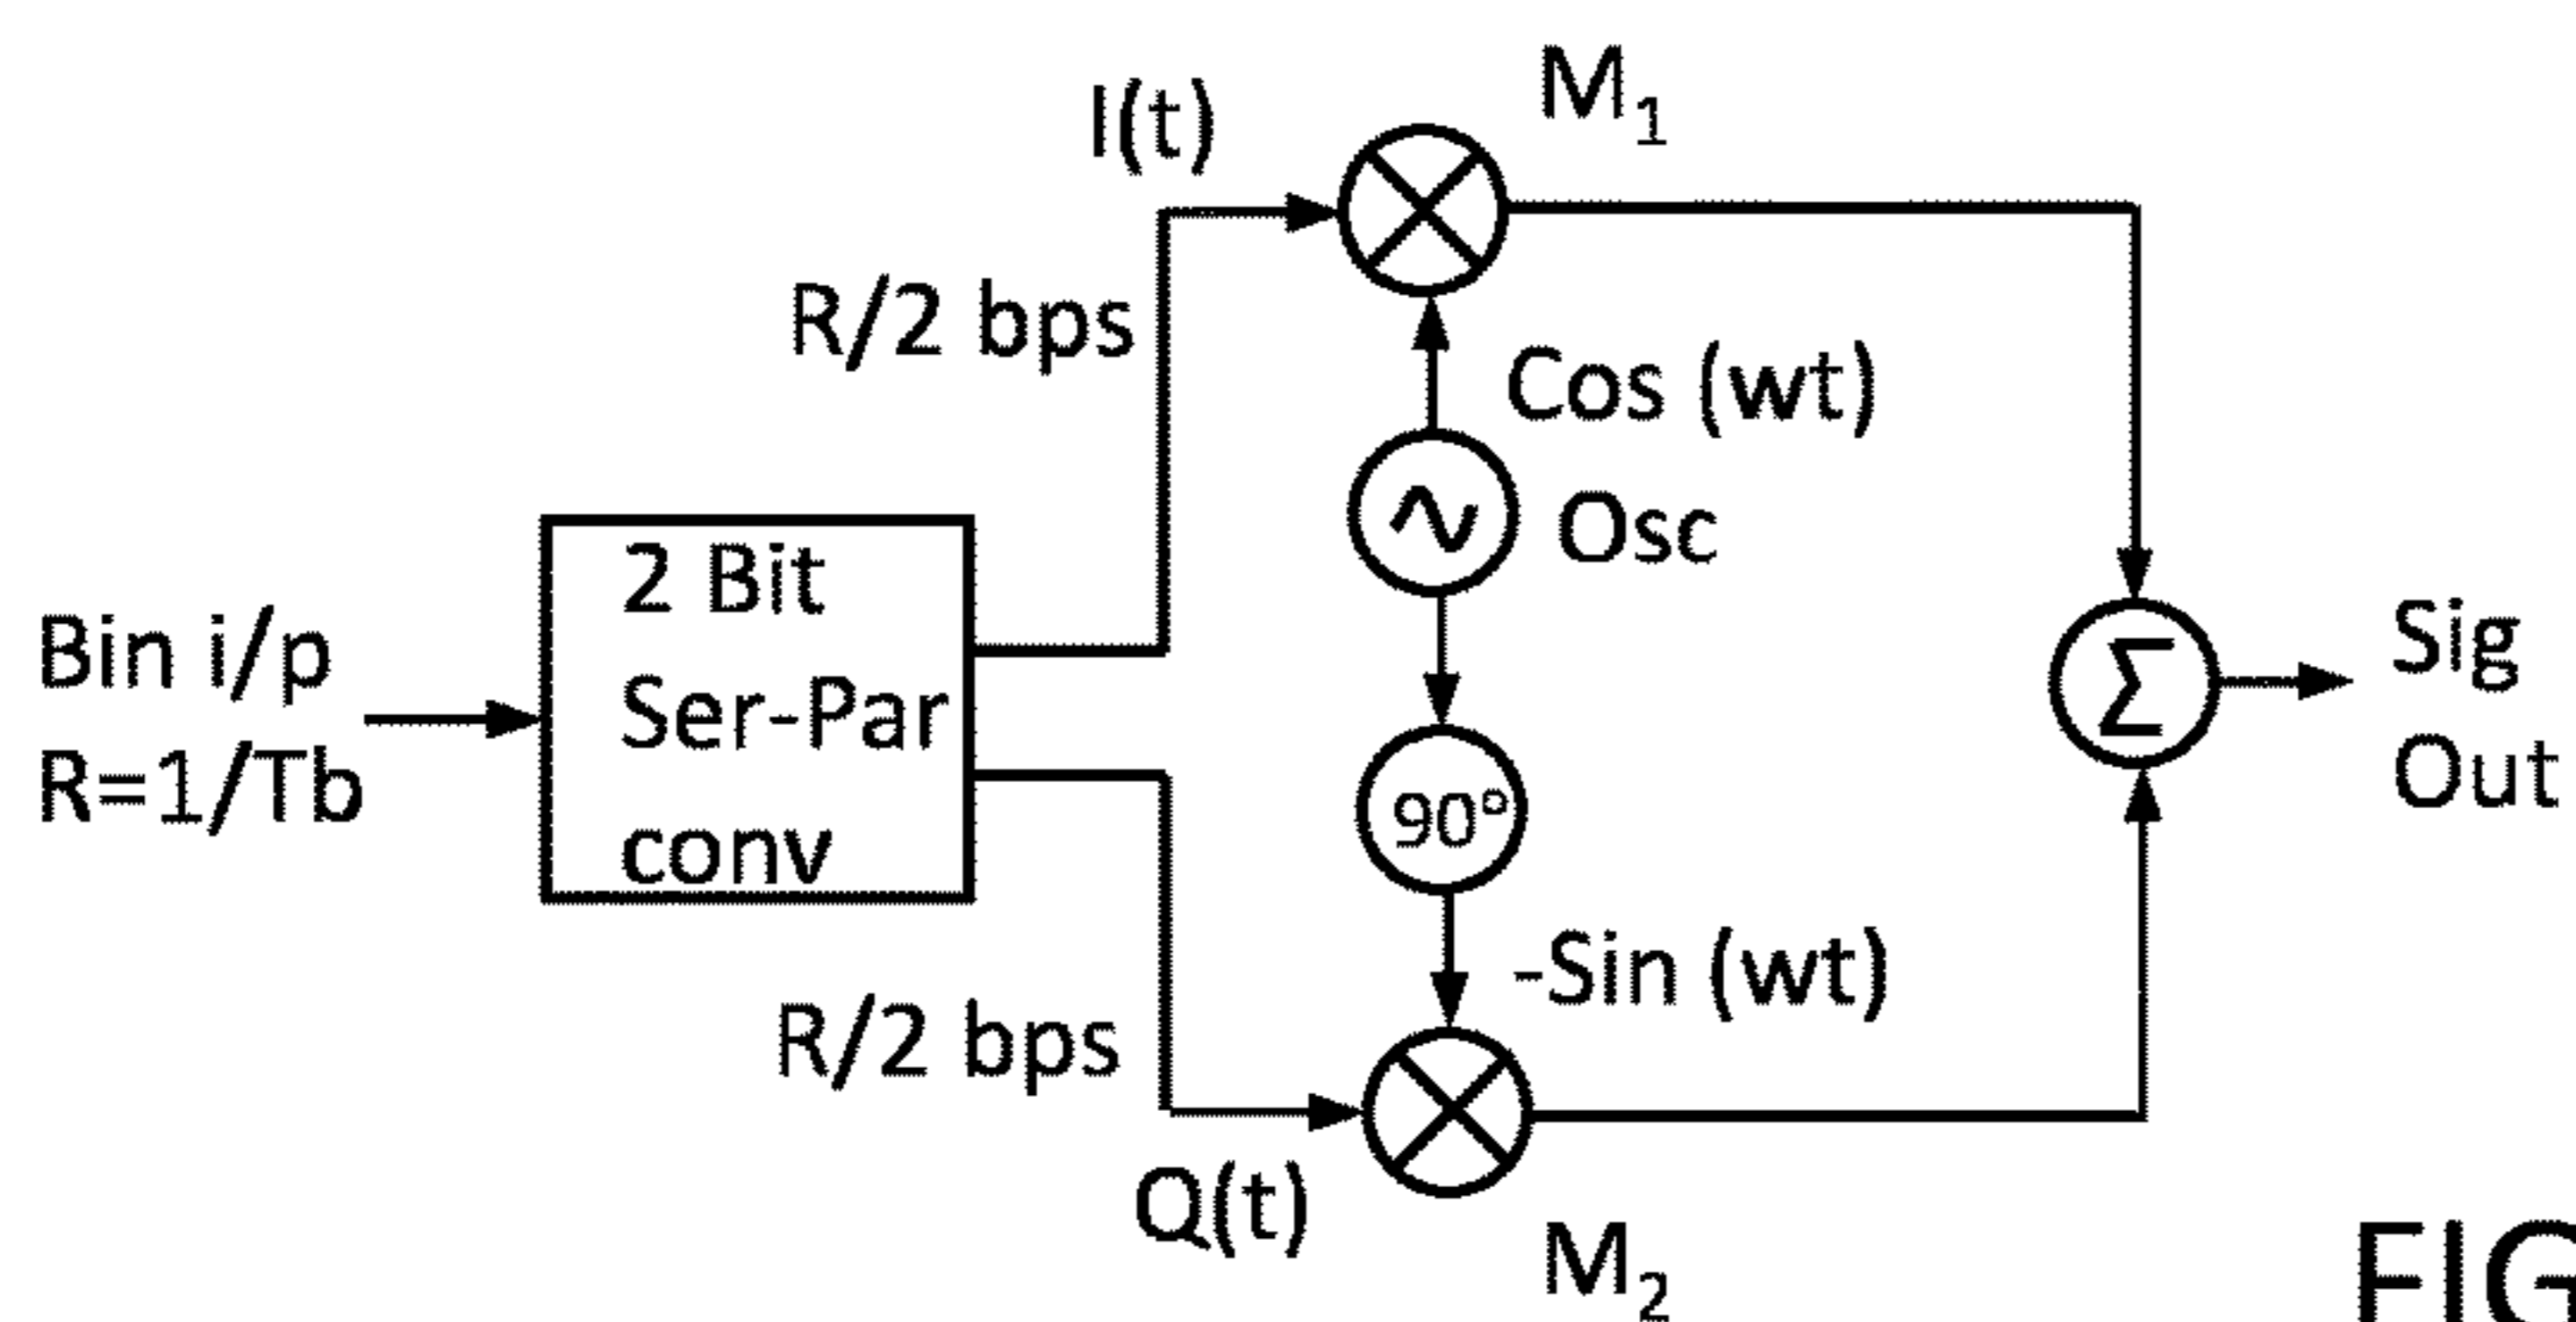 M₁
I(t)
R/2 bps
Cos (wt)
Osc
2 Bit
Ser-Par
conv
Bin i/p
R=1/Tb
Σ
Sig
Out
90°
-Sin (wt)
R/2 bps
Q(t)
M₂
FIG